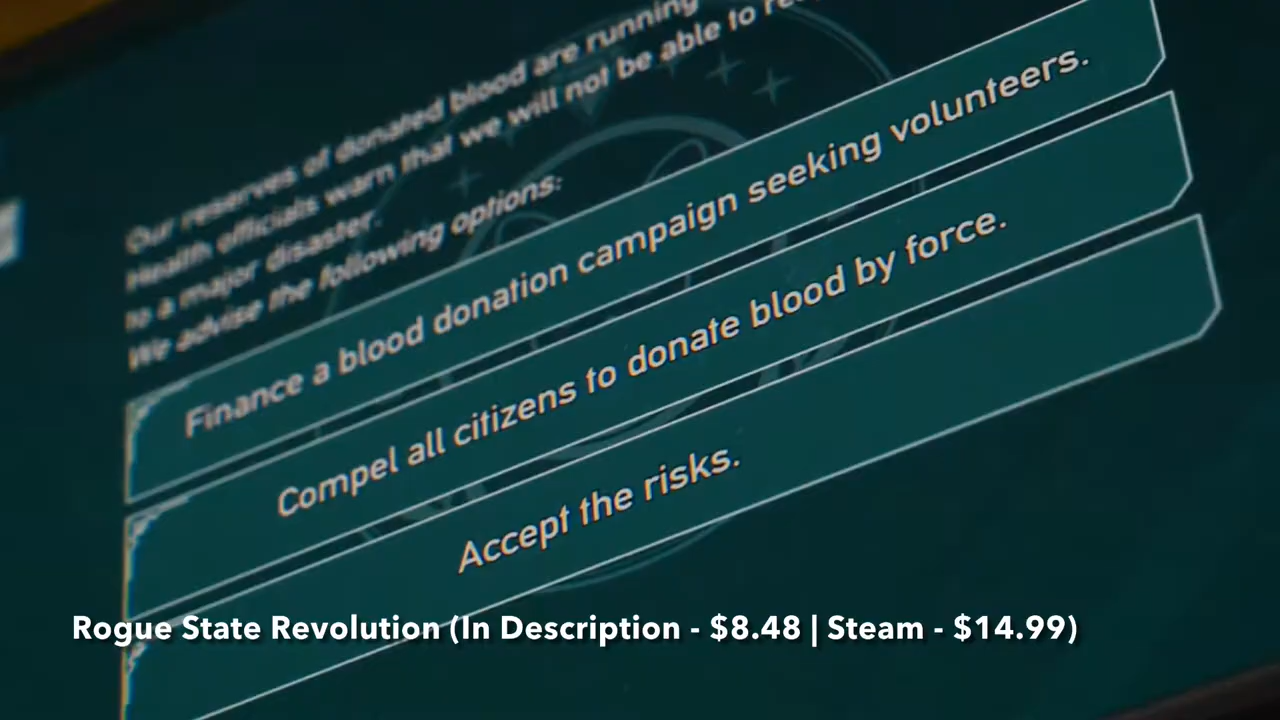 Our reserves of donated blood are running
Health officials warn that we will not be able to
to a major disaster.
We advise the following options:
Finance a blood donation campaign seeking volunteers.
Compel all citizens to donate blood by force.
Accept the risks.
Rogue State Revolution (In Description - $8.48 | Steam - $14.99)